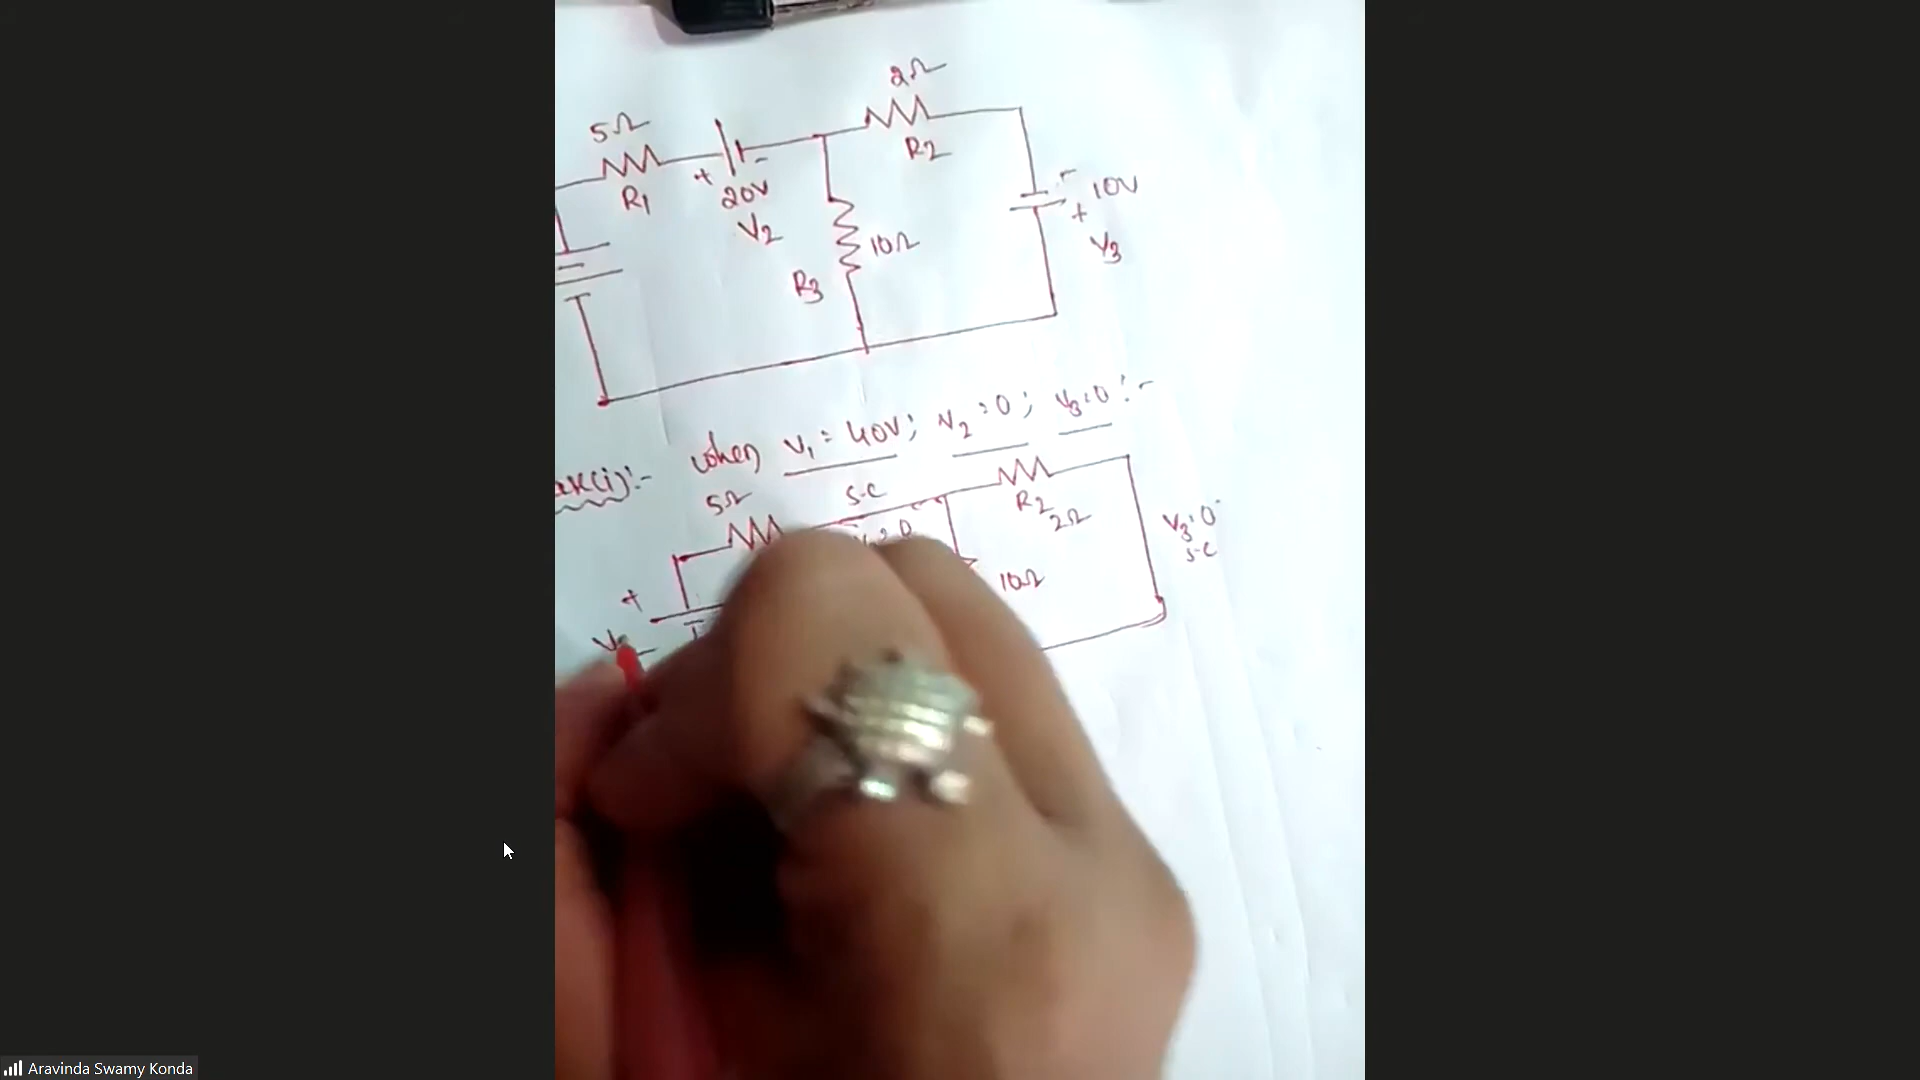 2Ω
5Ω
R1
+ -
20V
V2
R2
- 10V
+
V3
10Ω
R3
when V1 = 40V; V2 = 0; V3 = 0 :-
(i) :-
5Ω
S.C
R2
2Ω
V3 = 0
S.C
10Ω
+
Aravinda Swamy Konda